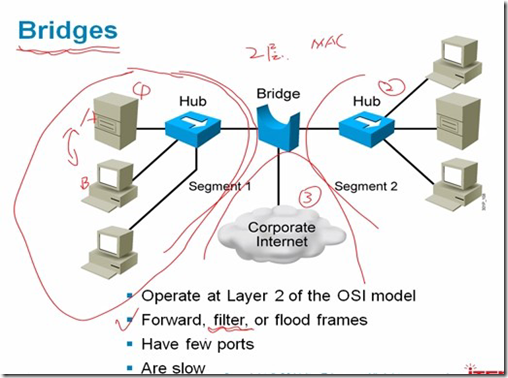 Bridges
2 MAC
Bridge
Hub
Hub
①
②
A
B
Segment 1
Segment 2
③
Corporate
Internet
Operate at Layer 2 of the OSI model
Forward, filter, or flood frames
Have few ports
Are slow